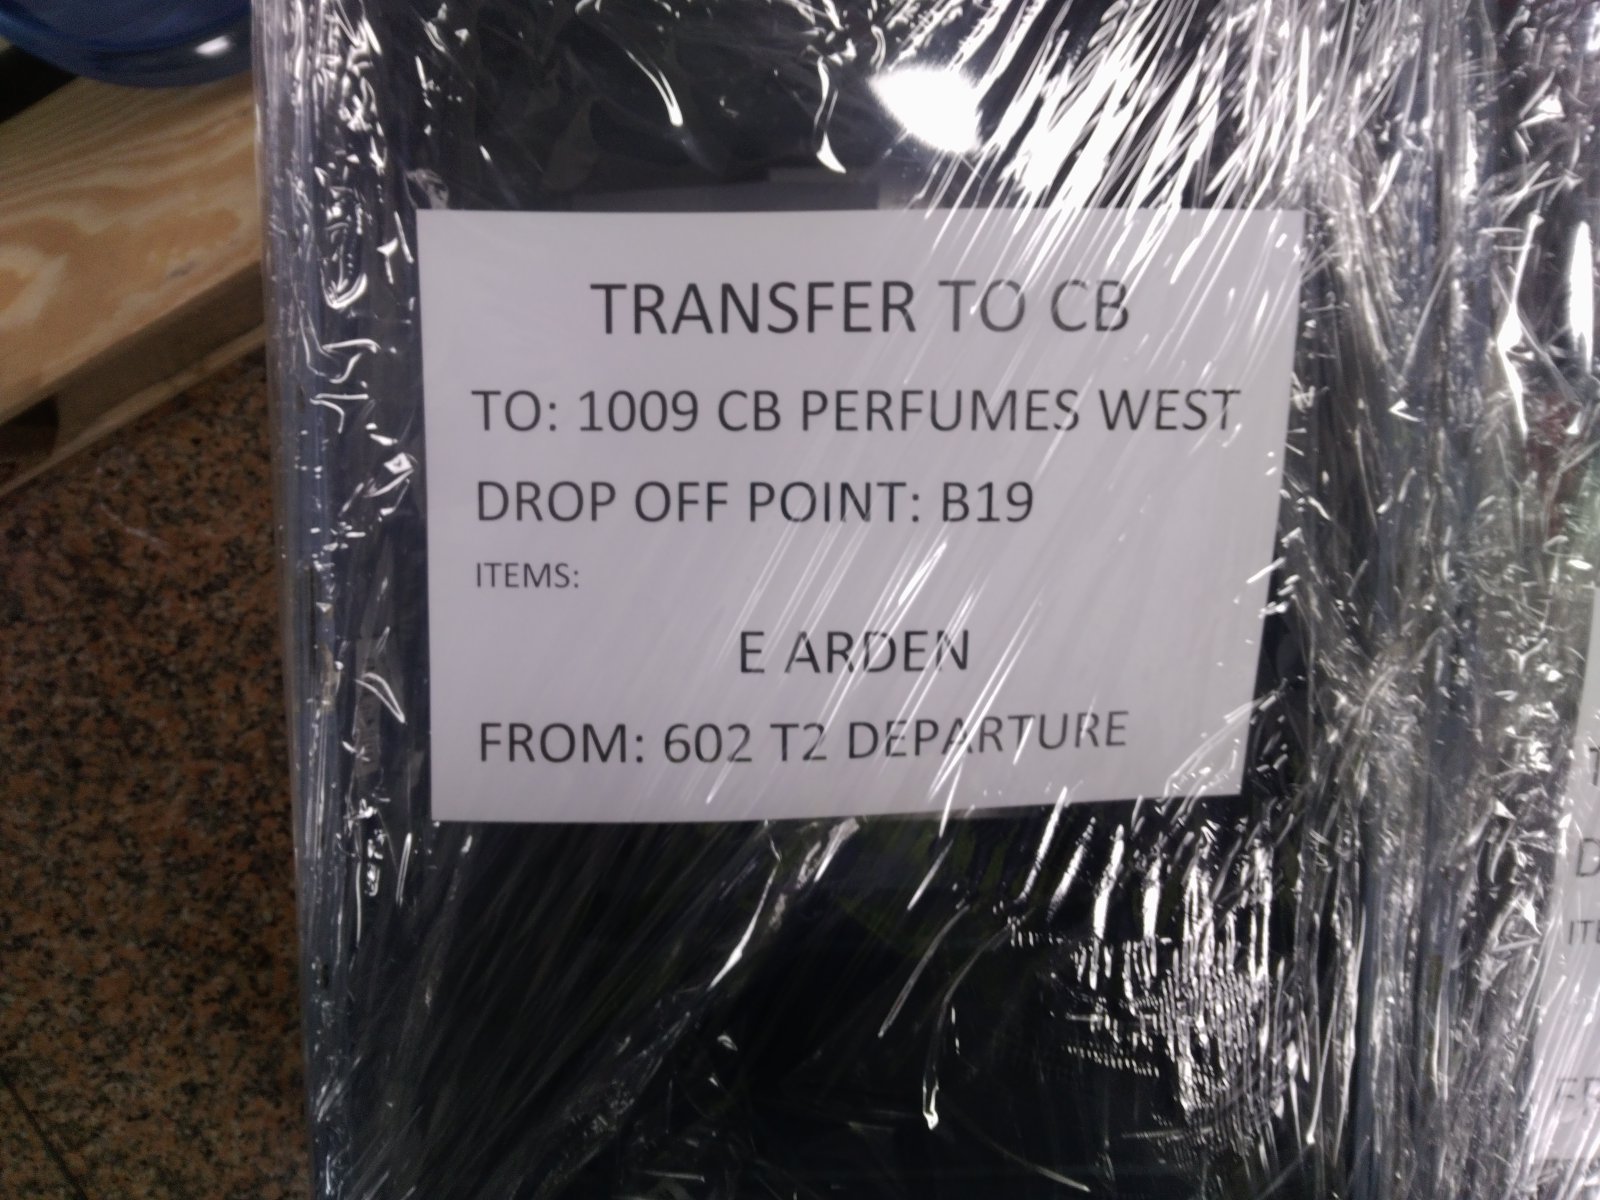 TRANSFER TO CB
TO: 1009 CB PERFUMES WEST
DROP OFF POINT: B19
ITEMS:
E ARDEN
FROM: 602 T2 DEPARTURE